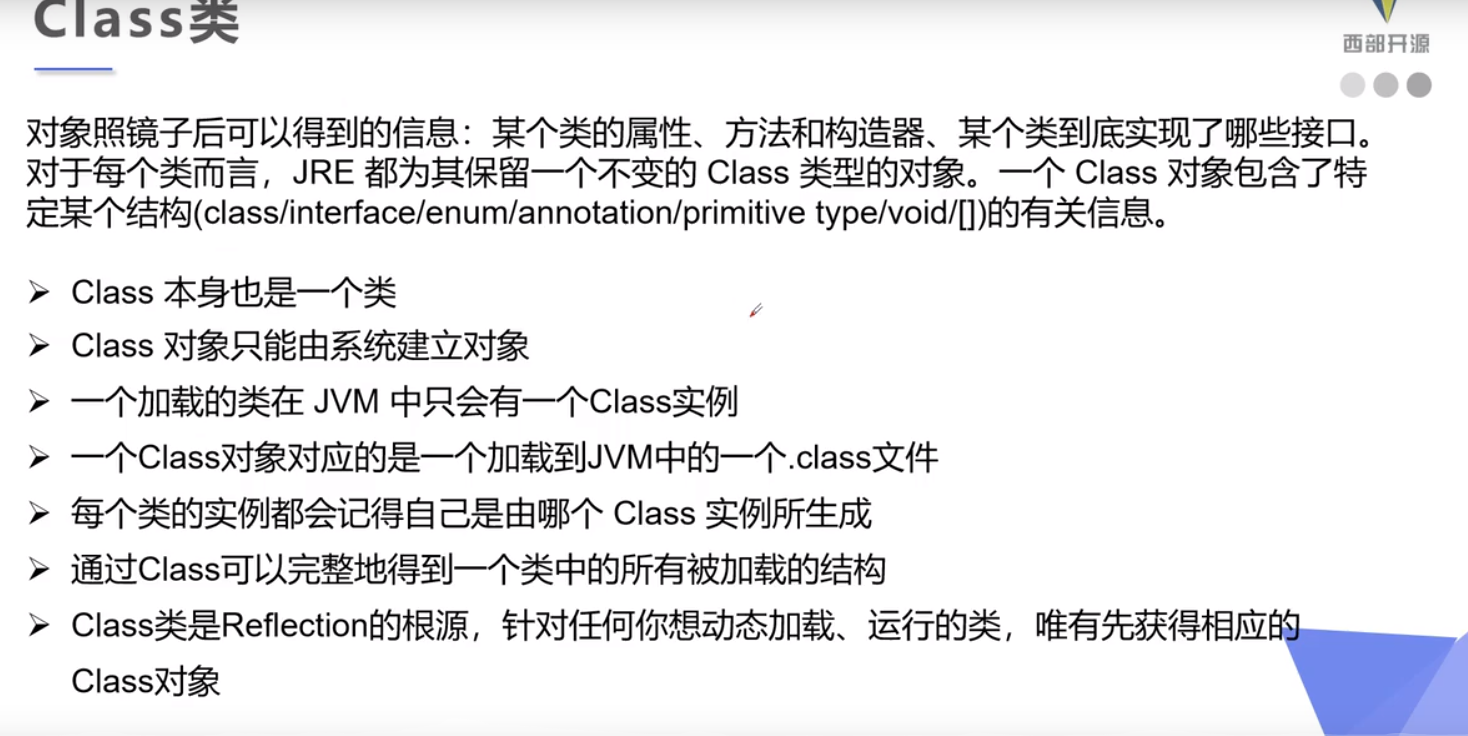 Class类
西部开源
对象照镜子后可以得到的信息：某个类的属性、方法和构造器、某个类到底实现了哪些接口。
对于每个类而言，JRE 都为其保留一个不变的 Class 类型的对象。一个 Class 对象包含了特
定某个结构(class/interface/enum/annotation/primitive type/void/[])的有关信息。
➢ Class 本身也是一个类
➢ Class 对象只能由系统建立对象
➢ 一个加载的类在 JVM 中只会有一个Class实例
➢ 一个Class对象对应的是一个加载到JVM中的一个.class文件
➢ 每个类的实例都会记得自己是由哪个 Class 实例所生成
➢ 通过Class可以完整地得到一个类中的所有被加载的结构
➢ Class类是Reflection的根源，针对任何你想动态加载、运行的类，唯有先获得相应的
Class对象